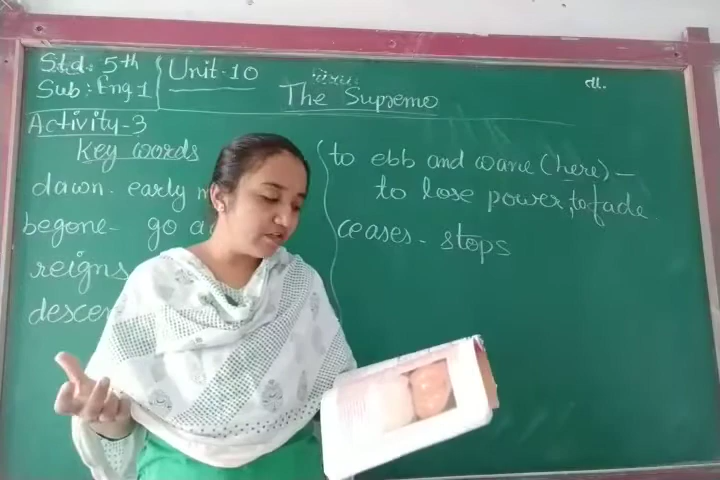 Std: 5th
Sub: Eng 1
Unit-10
The Supremo
Activity-3
Key words
dawn - early
begone - go
reigns
to ebb and wane (here) -
to lose power, to fade.
ceases - stops